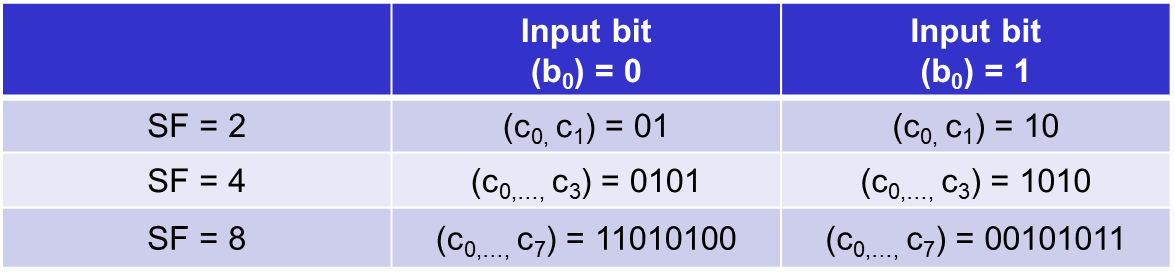 Input bit
(b₀) = 0
Input bit
(b₀) = 1
SF = 2
(c₀, c₁) = 01
(c₀, c₁) = 10
SF = 4
(c₀,..., c₃) = 0101
(c₀,..., c₃) = 1010
SF = 8
(c₀,..., c₇) = 11010100
(c₀,..., c₇) = 00101011